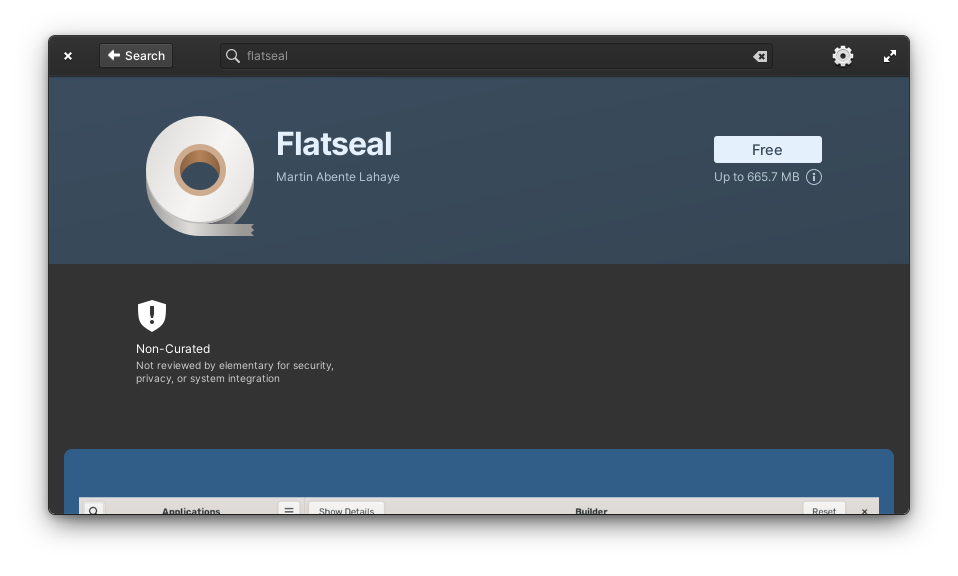 Search
flatseal
Flatseal
Martin Abente Lahaye
Free
Up to 665.7 MB
Non-Curated
Not reviewed by elementary for security,
privacy, or system integration
Applications
Show Details
Builder
Reset